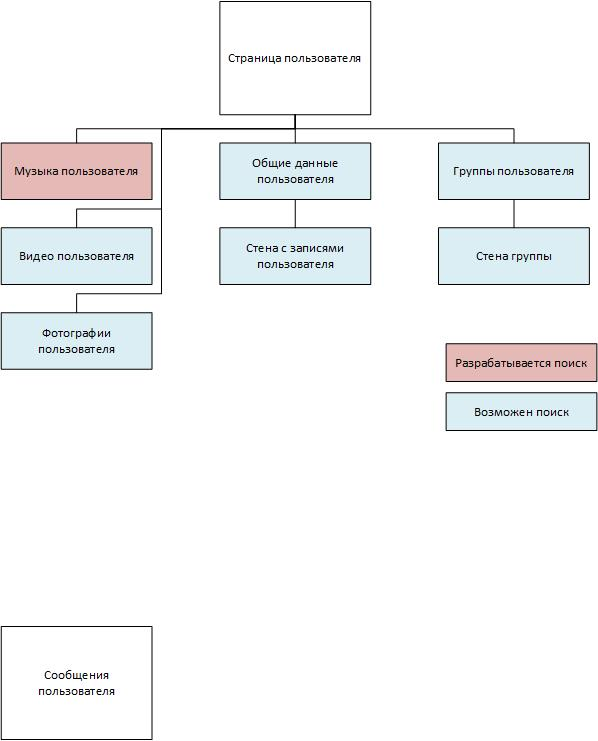 Страница пользователя
Музыка пользователя
Общие данные
пользователя
Группы пользователя
Видео пользователя
Стена с записями
пользователя
Стена группы
Фотографии
пользователя
Разрабатывается поиск
Возможен поиск
Сообщения
пользователя